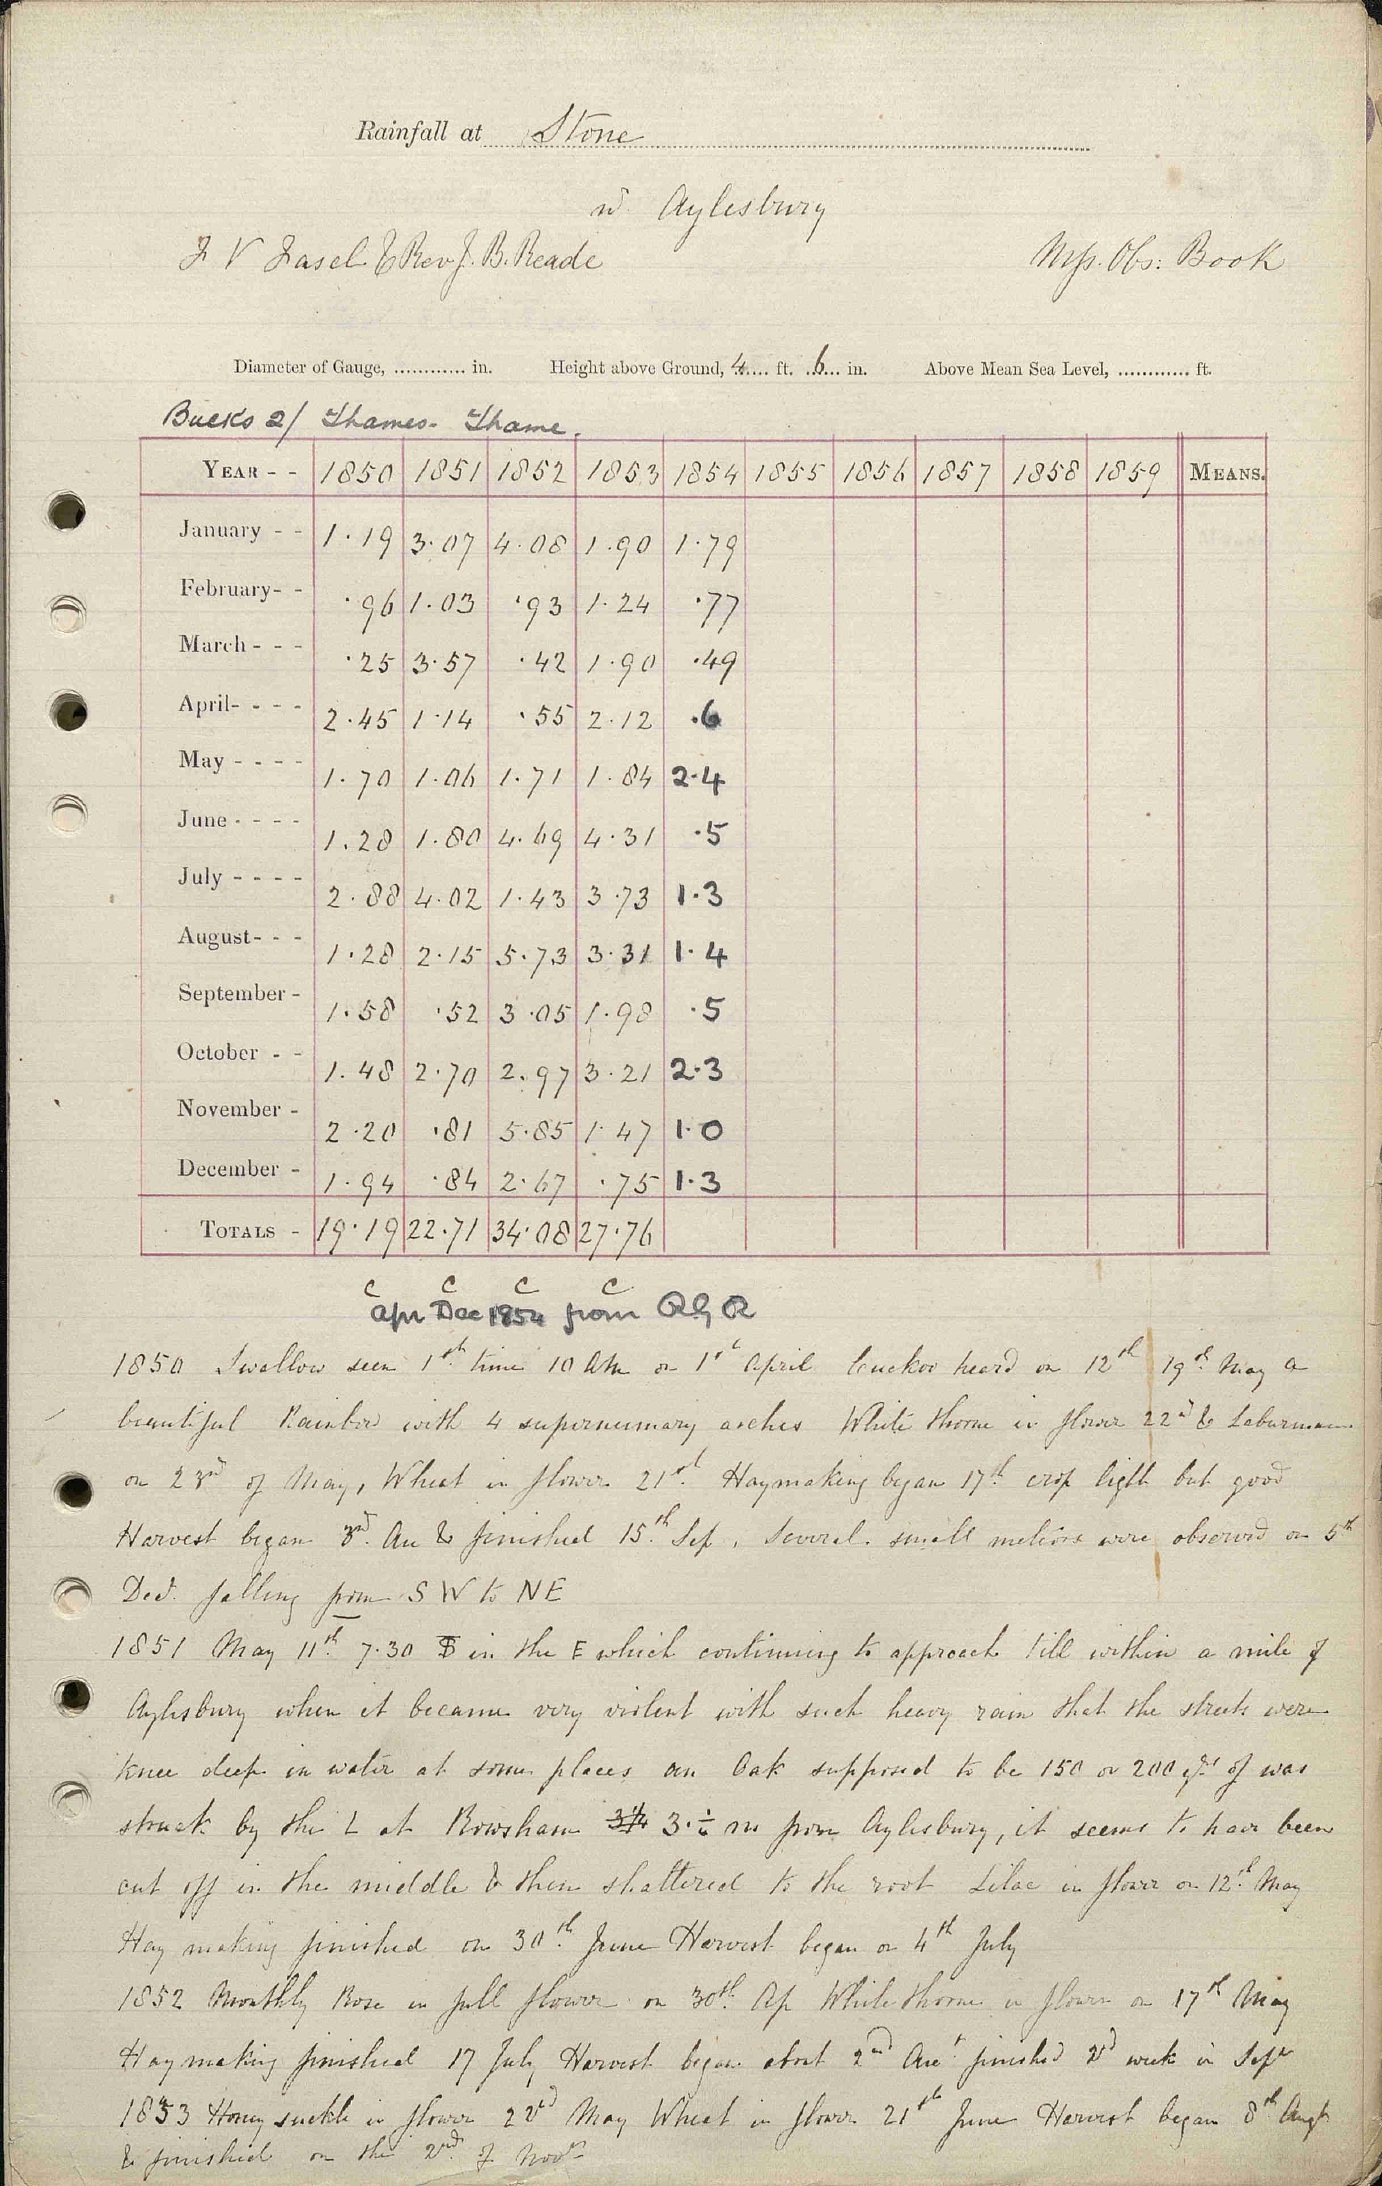 Rainfall at Stone
nr Aylesbury
J V Fasel & Rev J. B. Reade Mss. Obs: Book
Diameter of Gauge, ............ in. Height above Ground, 4 ft. 6 in. Above Mean Sea Level, ............ ft.
Bucks 2/ Thames - Thame.
YEAR - - 1850 1851 1852 1853 1854 1855 1856 1857 1858 1859 MEANS.
January - - 1.19 3.07 4.08 1.90 1.79
February - - .96 1.03 .93 1.24 .77
March - - - .25 3.57 .42 1.90 .49
April - - - - 2.45 1.14 .55 2.12 .6
May - - - - 1.70 1.06 1.71 1.84 2.4
June - - - - 1.28 1.80 4.69 4.31 .5
July - - - - 2.88 4.02 1.43 3.73 1.3
August - - - 1.28 2.15 5.73 3.31 1.4
September - 1.58 .52 3.05 1.98 .5
October - - 1.48 2.70 2.97 3.21 2.3
November - 2.20 .81 5.85 1.47 1.0
December - 1.94 .84 2.67 .75 1.3
TOTALS - 19.19 22.71 34.08 27.76
c c c c
Apr Dec 1854 from
1850 Swallow seen 1st time 10 AM on 1st April Cuckoo heard on 12th 19th May a
beautiful Rainbow with 4 supernumary arches White thorne in flower 22nd & Laburnam
on 23rd of May, Wheat in flower 21st Haymaking began 17th crop light but good
Harvest began 3rd Au & finished 15th Sep. Several small meteors were observed on 5th
Decr falling from SW to NE
1851 May 11th 7.30 in the E which continuing to approach till within a mile of
Aylesbury when it became very violent with such heavy rain that the streets were
knee deep in water at some places an Oak supposed to be 150 or 200 yrs of was
struck by the L at Rowsham 3¼ 3.½ m from Aylesbury, it seems to have been
cut off in the middle & then shattered to the root Lilac in flower on 12th May
Hay making finished on 30th June Harvest began on 4th July
1852 Monthly Rose in full flower on 30th Ap White thorne in flower on 17th May
Hay making finished 17 July Harvest began about 2nd Aut finished 2d week in Sepr
1853 Honey suckle in flower 22nd May Wheat in flower 21st June Harvest began 8th Augt
& finished on the 2nd of Novr